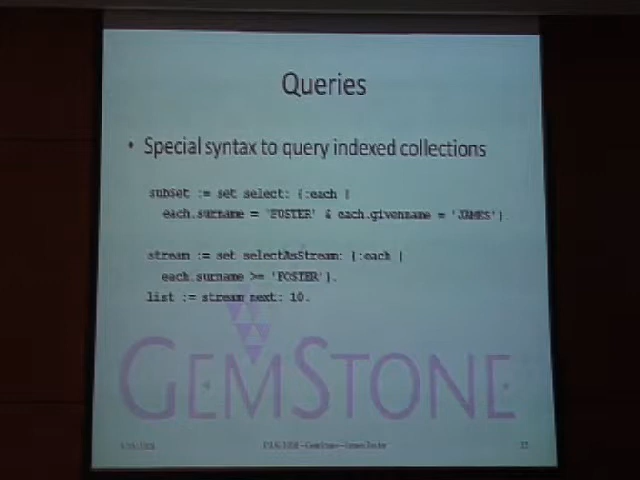 Queries
• Special syntax to query indexed collections
subset := set select: {:each |
each.surname = 'FOSTER' & each.givenname = 'JAMES'}.
stream := set selectAsStream: {:each |
each.surname >= 'FOSTER'}.
list := stream next: 10.
GEMSTONE